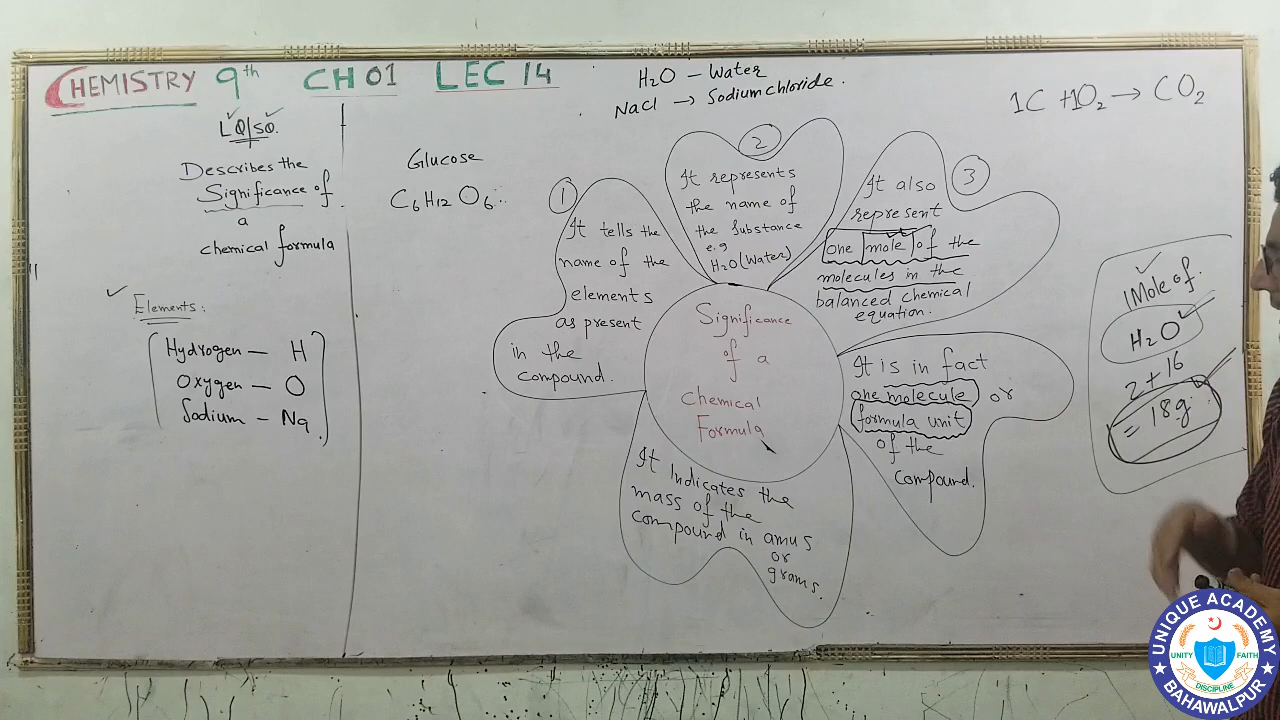 CHEMISTRY 9th CH 01 LEC 14
H₂O – Water
Nacl → Sodium chloride.
1C + 1O₂ → CO₂
LQ/SQ.
Describes the
Significance of
a
chemical formula
Elements:
Hydrogen — H
Oxygen — O
Sodium — Na
Glucose
C₆H₁₂O₆
1
It tells the
name of the
elements
as present
in the
compound.
2
It represents
the name of
the substance
e.g
H₂O (Water)
3
It also
represent
one mole of the
molecules in the
balanced chemical
equation.
Significance
of a
Chemical
Formula
It is in fact
one molecule or
formula unit
of the
compound.
It Indicates the
mass of the
compound in amus
or
grams.
1 Mole of
H₂O
2 + 16
= 18g
UNIQUE ACADEMY
UNITY FAITH
DISCIPLINE
BAHAWALPUR